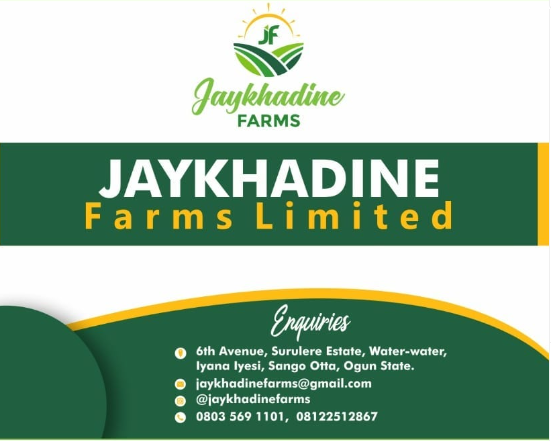 JF
Jaykhadine
FARMS
JAYKHADINE
Farms Limited
Enquiries
6th Avenue, Surulere Estate, Water-water,
Iyana Iyesi, Sango Otta, Ogun State.
jaykhadinefarms@gmail.com
@jaykhadinefarms
0803 569 1101, 08122512867